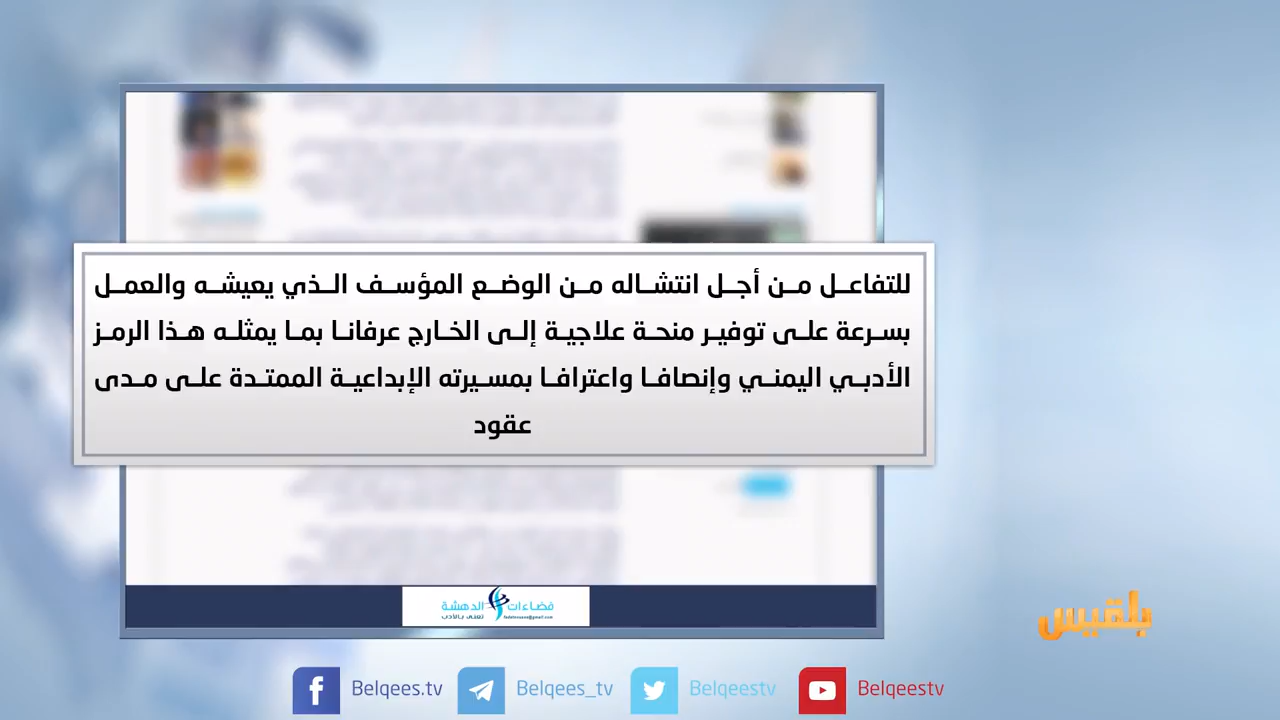 للتفاعل من أجل انتشاله من الوضع المؤسف الذي يعيشه والعمل
بسرعة على توفير منحة علاجية إلى الخارج عرفانا بما يمثله هذا الرمز
الأدبي اليمني وإنصافا واعترافا بمسيرته الإبداعية الممتدة على مدى
عقود
فضاءات الدهشة
تعنى بالأدب
بلقيس
Belqees.tv
Belqees_tv
Belqeestv
Belqeestv